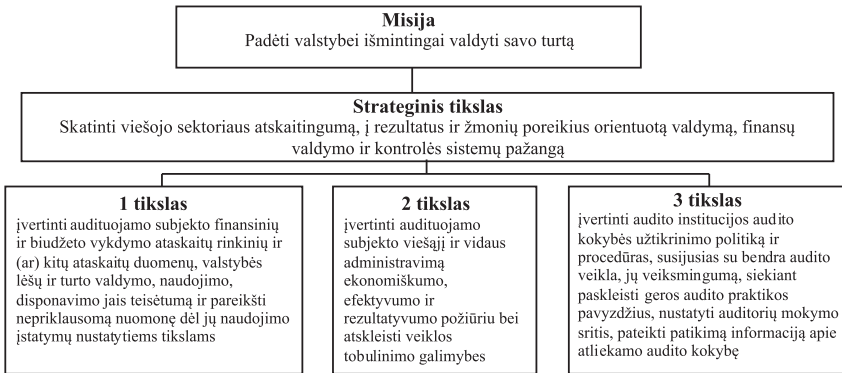 Misija
Padėti valstybei išmintingai valdyti savo turtą
Strateginis tikslas
Skatinti viešojo sektoriaus atskaitingumą, į rezultatus ir žmonių poreikius orientuotą valdymą, finansų
valdymo ir kontrolės sistemų pažangą
1 tikslas
įvertinti audituojamo subjekto finansinių
ir biudžeto vykdymo ataskaitų rinkinių ir
(ar) kitų ataskaitų duomenų, valstybės
lėšų ir turto valdymo, naudojimo,
disponavimo jais teisėtumą ir pareikšti
nepriklausomą nuomonę dėl jų naudojimo
įstatymų nustatytiems tikslams
2 tikslas
įvertinti audituojamo
subjekto viešąjį ir vidaus
administravimą
ekonomiškumo,
efektyvumo ir
rezultatyvumo požiūriu bei
atskleisti veiklos
tobulinimo galimybes
3 tikslas
įvertinti audito institucijos audito
kokybės užtikrinimo politiką ir
procedūras, susijusias su bendra audito
veikla, jų veiksmingumą, siekiant
paskleisti geros audito praktikos
pavyzdžius, nustatyti auditorių mokymo
sritis, pateikti patikimą informaciją apie
atliekamo audito kokybę